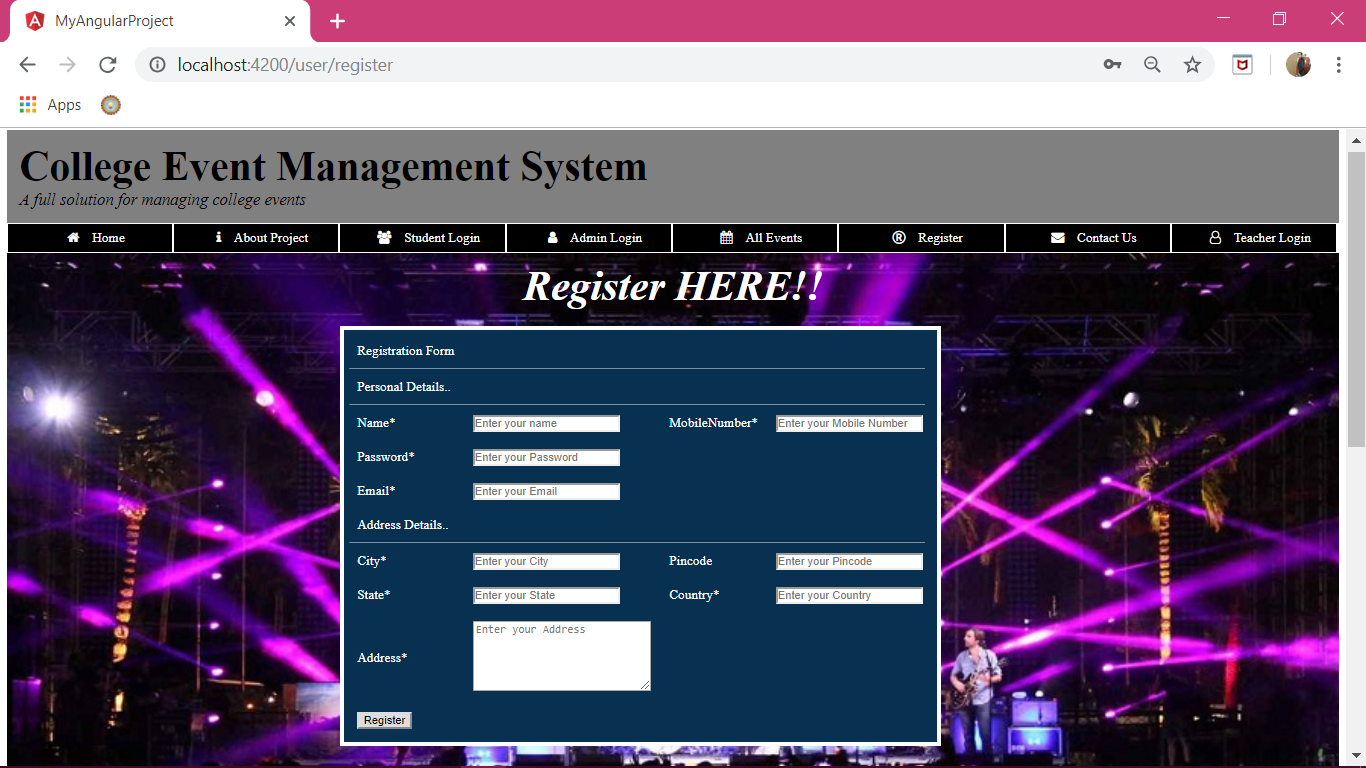 MyAngularProject
localhost:4200/user/register
Apps
College Event Management System
A full solution for managing college events
Home About Project Student Login Admin Login All Events Register Contact Us Teacher Login
Register HERE!!
Registration Form
Personal Details..
Name* Enter your name MobileNumber* Enter your Mobile Number
Password* Enter your Password
Email* Enter your Email
Address Details..
City* Enter your City Pincode Enter your Pincode
State* Enter your State Country* Enter your Country
Address* Enter your Address
Register